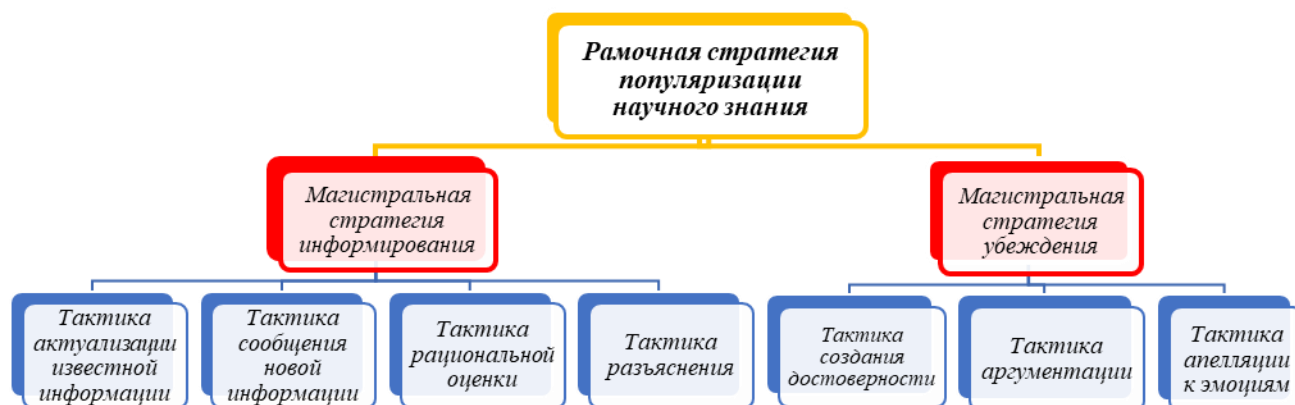 Рамочная стратегия
популяризации
научного знания
Магистральная
стратегия
информирования
Магистральная
стратегия
убеждения
Тактика
актуализации
известной
информации
Тактика
сообщения
новой
информации
Тактика
рациональной
оценки
Тактика
разъяснения
Тактика
создания
достоверности
Тактика
аргументации
Тактика
апелляции
к эмоциям